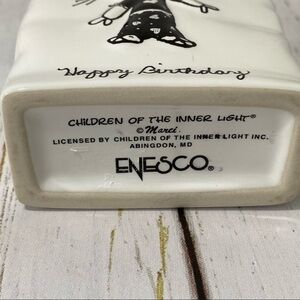 Happy Birthday
CHILDREN OF THE INNER LIGHT®
© Marci
LICENSED BY CHILDREN OF THE INNER LIGHT INC.
ABINGDON, MD
ENESCO®